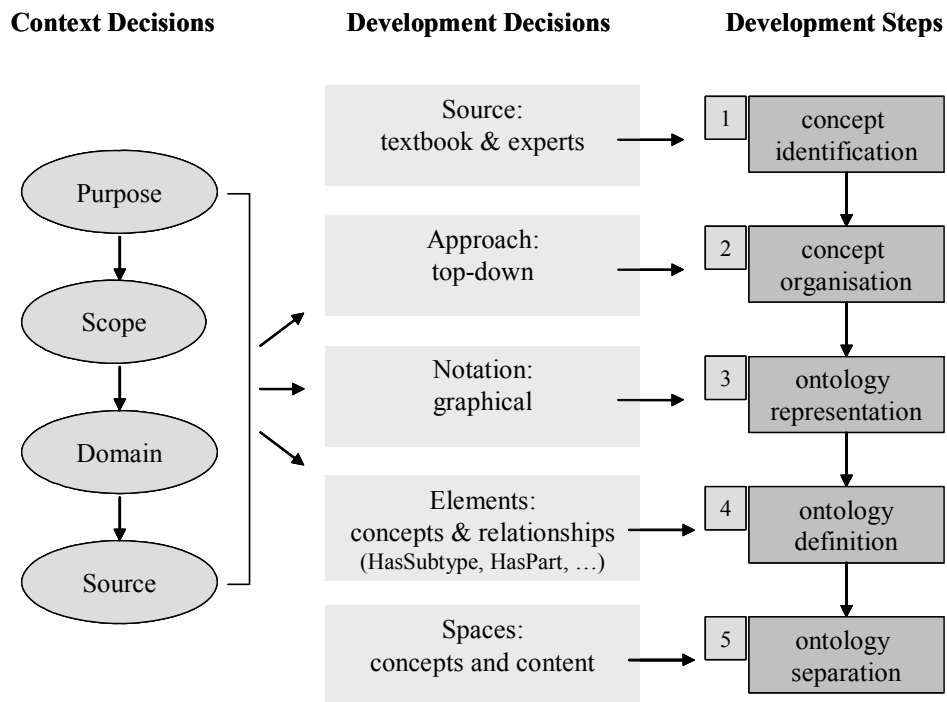 Context Decisions
Development Decisions
Development Steps
Purpose
Scope
Domain
Source
Source:
textbook & experts
Approach:
top-down
Notation:
graphical
Elements:
concepts & relationships
(HasSubtype, HasPart, …)
Spaces:
concepts and content
1
concept
identification
2
concept
organisation
3
ontology
representation
4
ontology
definition
5
ontology
separation